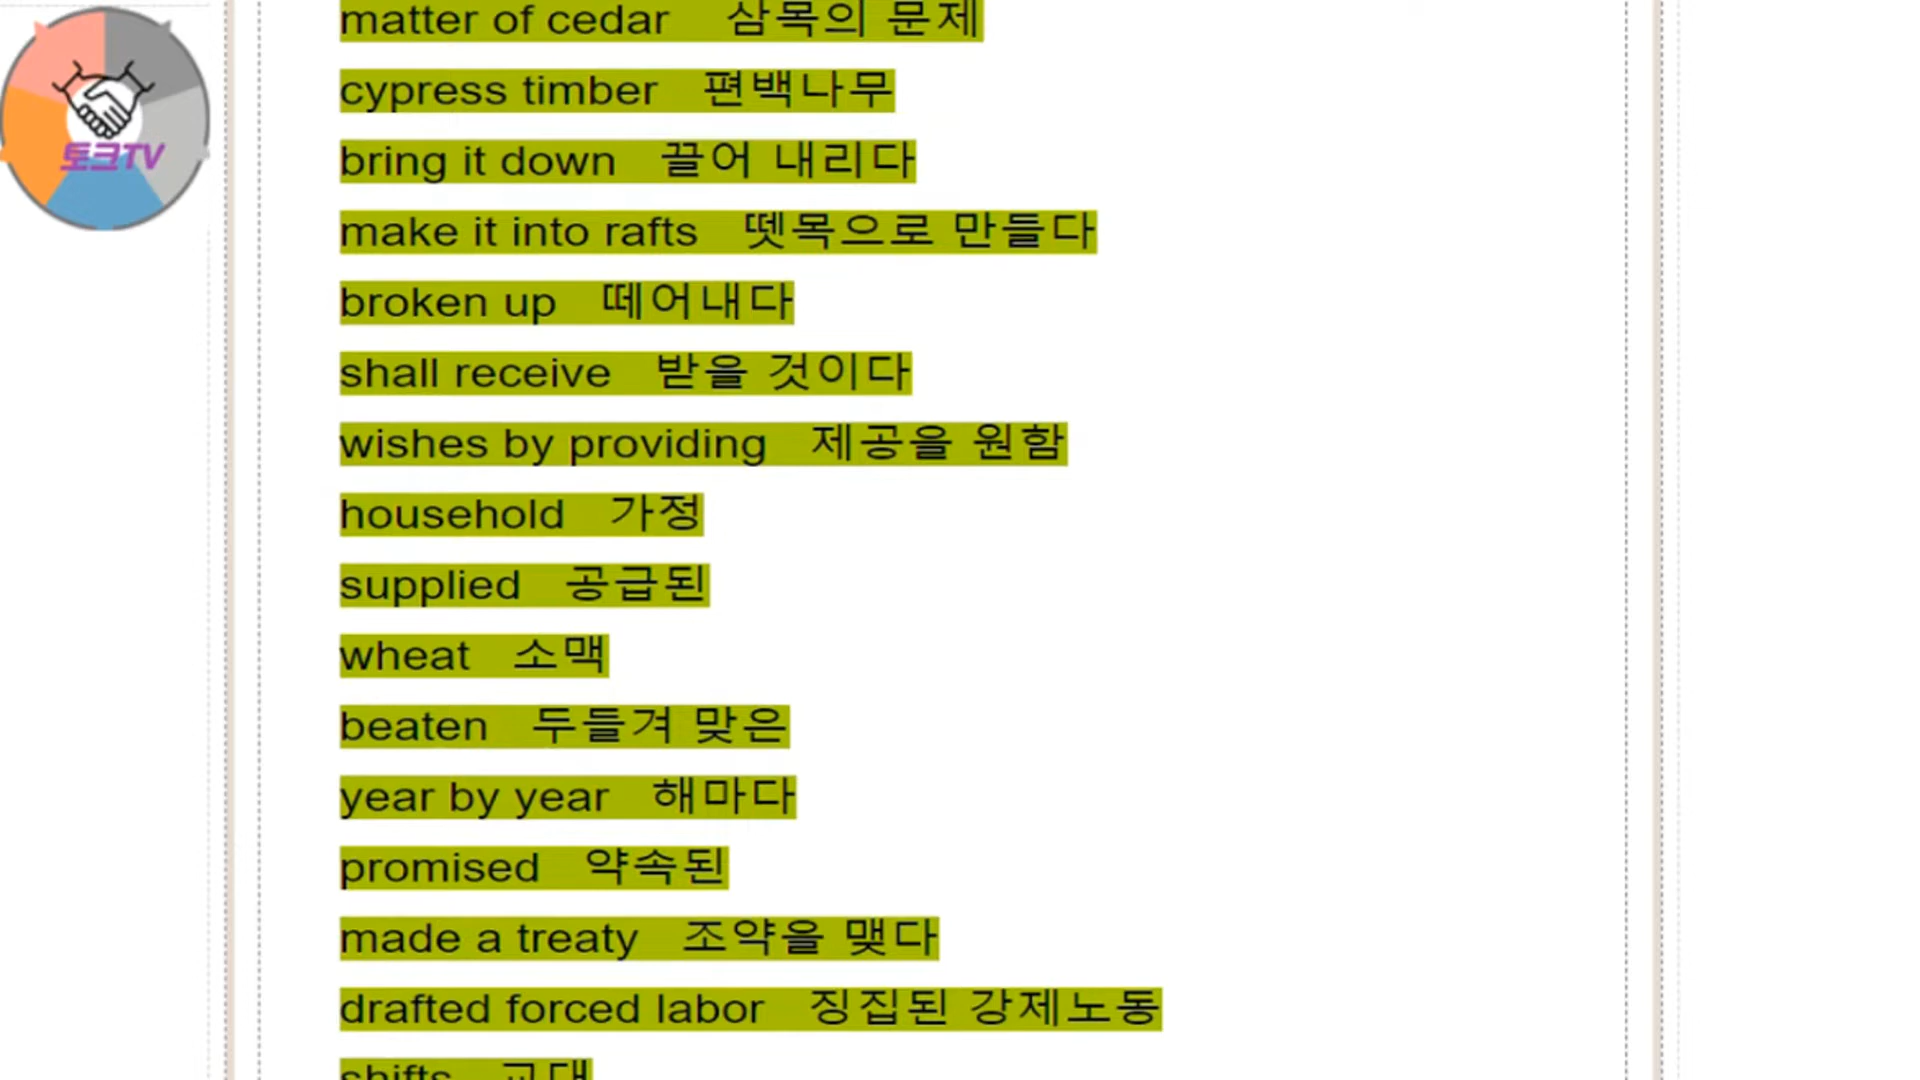 토크TV
matter of cedar 삼목의 문제
cypress timber 편백나무
bring it down 끌어 내리다
make it into rafts 뗏목으로 만들다
broken up 떼어내다
shall receive 받을 것이다
wishes by providing 제공을 원함
household 가정
supplied 공급된
wheat 소맥
beaten 두들겨 맞은
year by year 해마다
promised 약속된
made a treaty 조약을 맺다
drafted forced labor 징집된 강제노동
shifts 교대